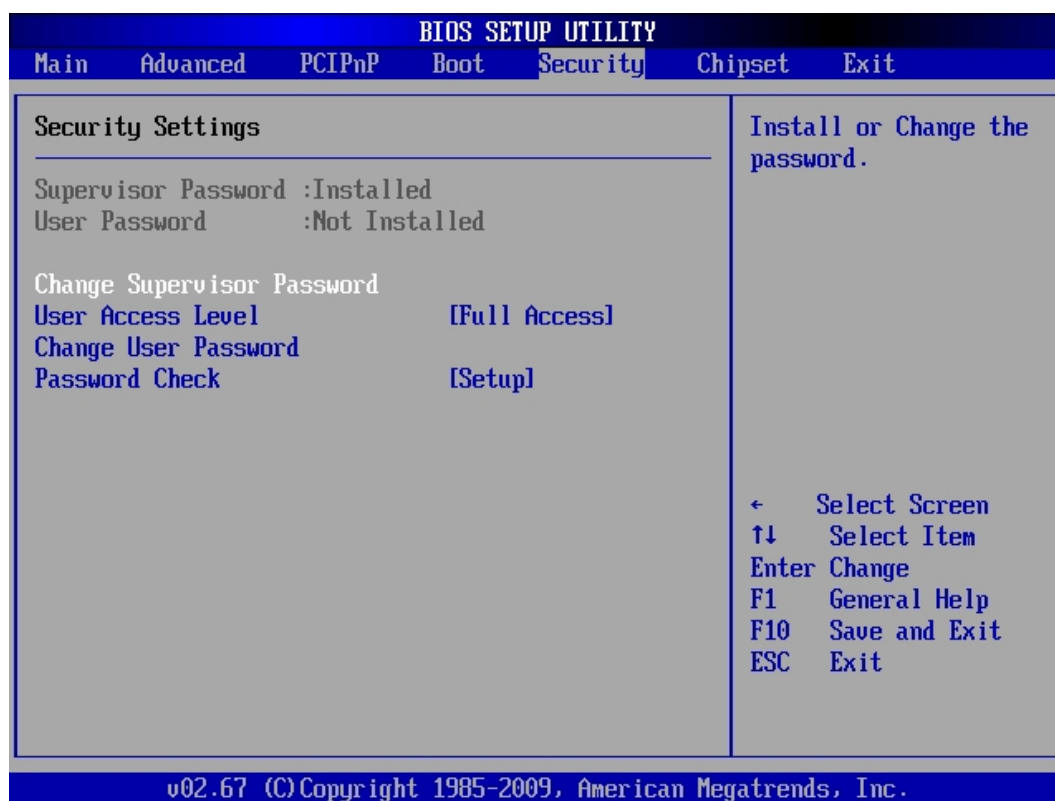 BIOS SETUP UTILITY
Main Advanced PCIPnP Boot Security Chipset Exit
Security Settings
Supervisor Password :Installed
User Password :Not Installed
Change Supervisor Password
User Access Level [Full Access]
Change User Password
Password Check [Setup]
Install or Change the
password.
← Select Screen
↑↓ Select Item
Enter Change
F1 General Help
F10 Save and Exit
ESC Exit
v02.67 (C)Copyright 1985-2009, American Megatrends, Inc.